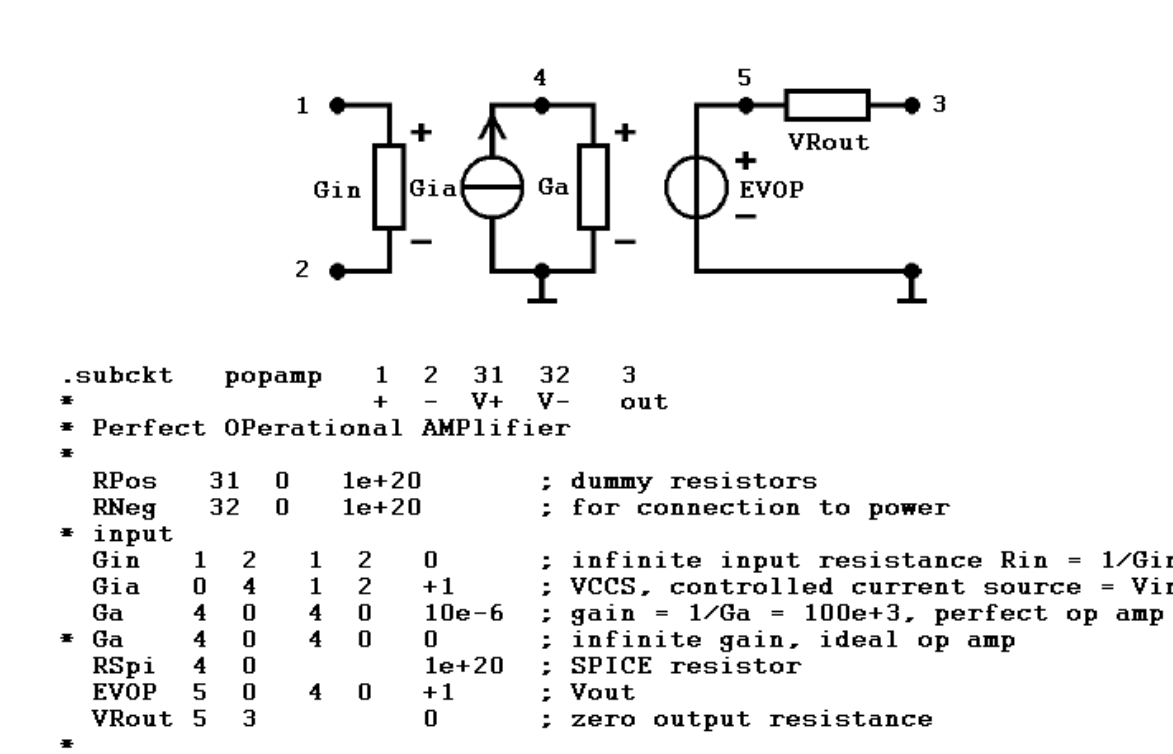 4 5
1 + + 3
VRout
Gin Gia Ga + EVOP
- - -
2
.subckt popamp 1 2 31 32 3
* + - V+ V- out
* Perfect OPerational AMPlifier
*
RPos 31 0 1e+20 ; dummy resistors
RNeg 32 0 1e+20 ; for connection to power
* input
Gin 1 2 1 2 0 ; infinite input resistance Rin = 1/Gin
Gia 0 4 1 2 +1 ; VCCS, controlled current source = Vin
Ga 4 0 4 0 10e-6 ; gain = 1/Ga = 100e+3, perfect op amp
* Ga 4 0 4 0 0 ; infinite gain, ideal op amp
RSpi 4 0 1e+20 ; SPICE resistor
EVOP 5 0 4 0 +1 ; Vout
VRout 5 3 0 ; zero output resistance
*